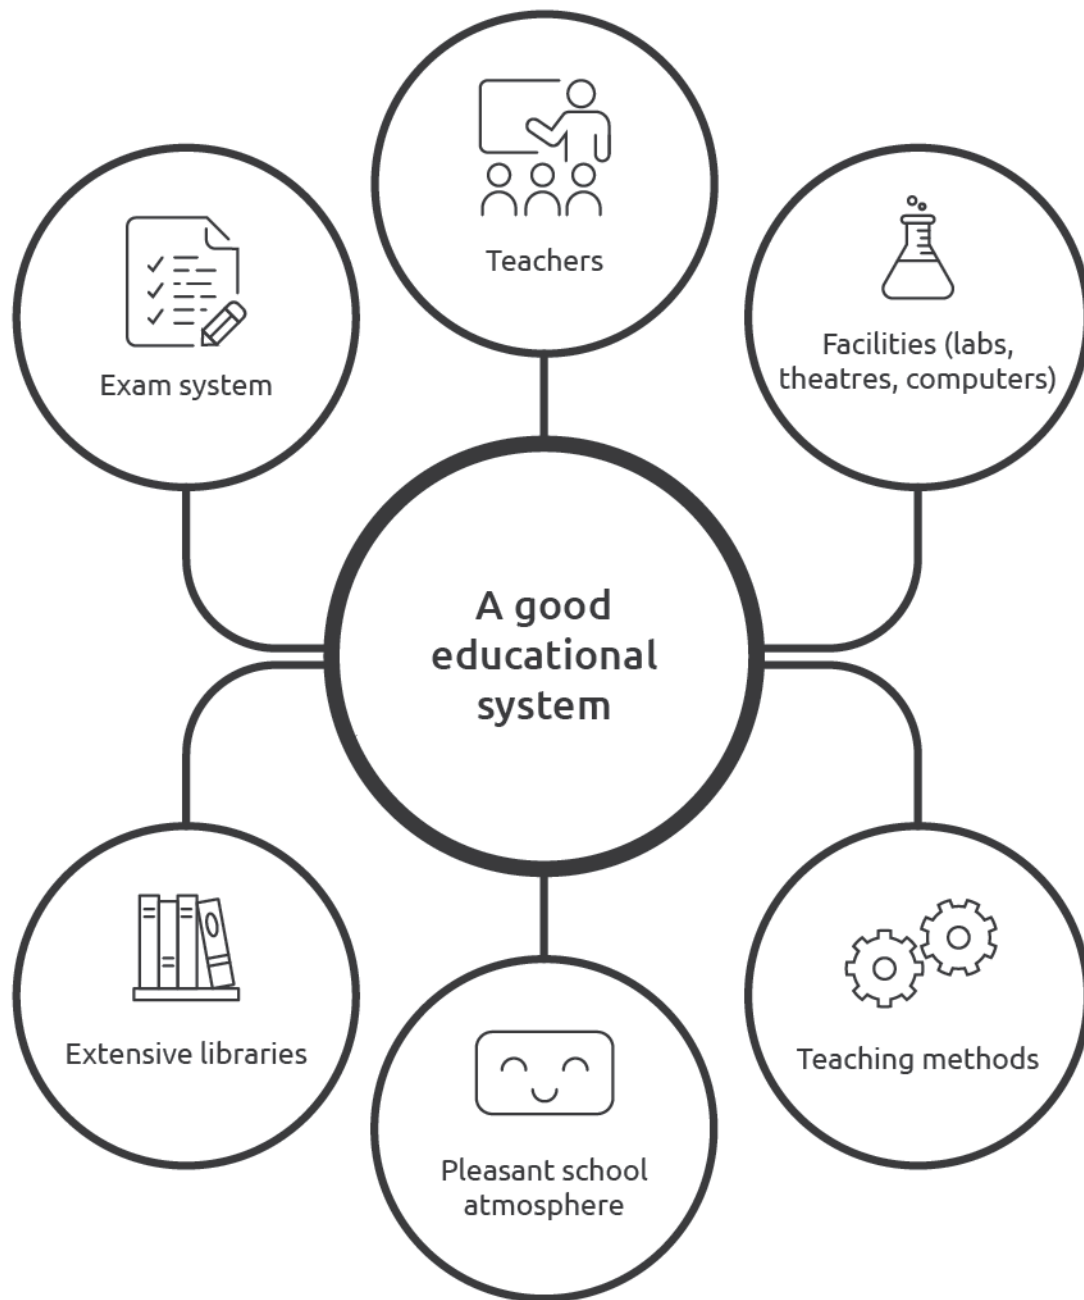 Teachers
Exam system
Facilities (labs,
theatres, computers)
A good
educational
system
Extensive libraries
Teaching methods
Pleasant school
atmosphere